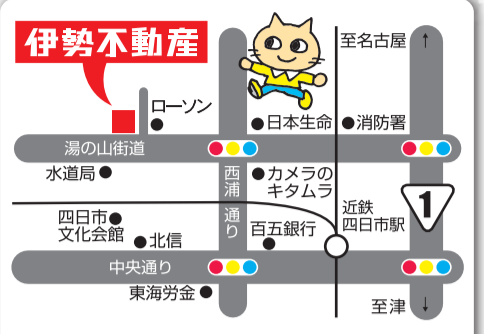 伊勢不動産
至名古屋
↑
ローソン
日本生命
消防署
湯の山街道
水道局
西浦通り
カメラの
キタムラ
1
四日市
文化会館
北信
百五銀行
近鉄
四日市駅
中央通り
東海労金
至津
↓